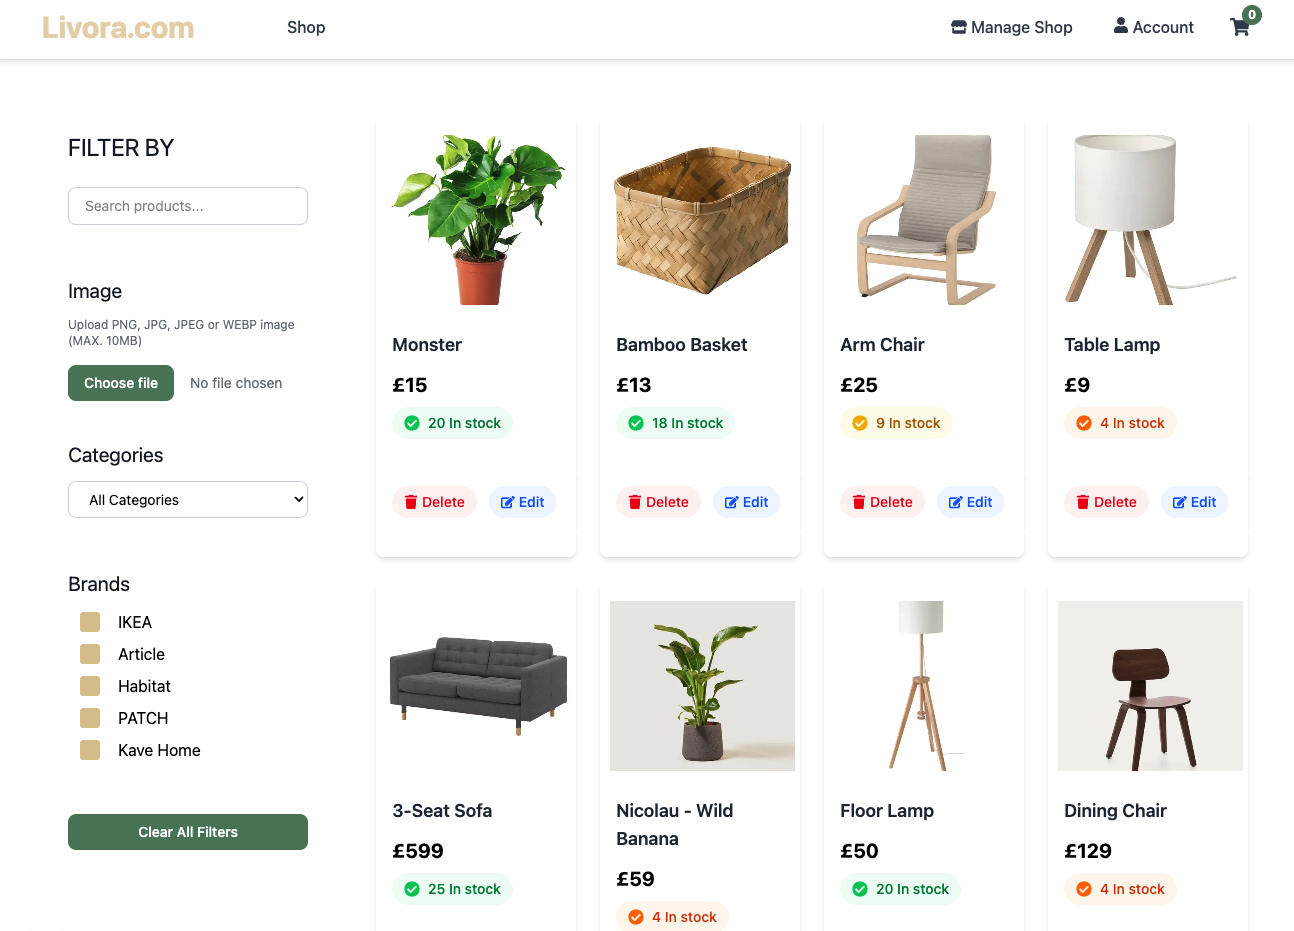 Livora.com
Shop
Manage Shop
Account
0
FILTER BY
Search products...
Image
Upload PNG, JPG, JPEG or WEBP image
(MAX. 10MB)
Choose file
No file chosen
Categories
All Categories
Brands
IKEA
Article
Habitat
PATCH
Kave Home
Clear All Filters
Monster
£15
20 In stock
Delete
Edit
Bamboo Basket
£13
18 In stock
Delete
Edit
Arm Chair
£25
9 In stock
Delete
Edit
Table Lamp
£9
4 In stock
Delete
Edit
3-Seat Sofa
£599
25 In stock
Nicolau - Wild
Banana
£59
4 In stock
Floor Lamp
£50
20 In stock
Dining Chair
£129
4 In stock